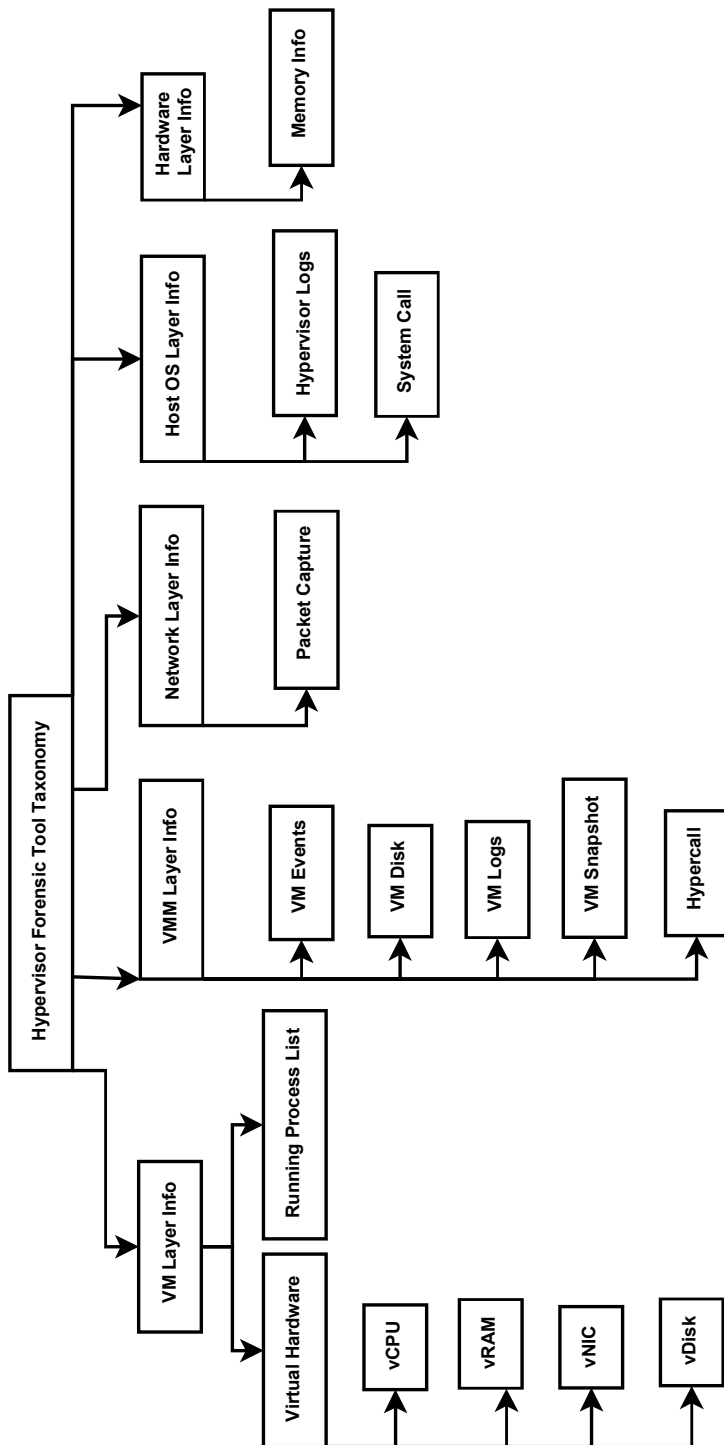 Hypervisor Forensic Tool Taxonomy
VM Layer Info
VMM Layer Info
Network Layer Info
Host OS Layer Info
Hardware
Layer Info
Virtual Hardware
Running Process List
vCPU
vRAM
vNIC
vDisk
VM Events
VM Disk
VM Logs
VM Snapshot
Hypercall
Packet Capture
Hypervisor Logs
System Call
Memory Info